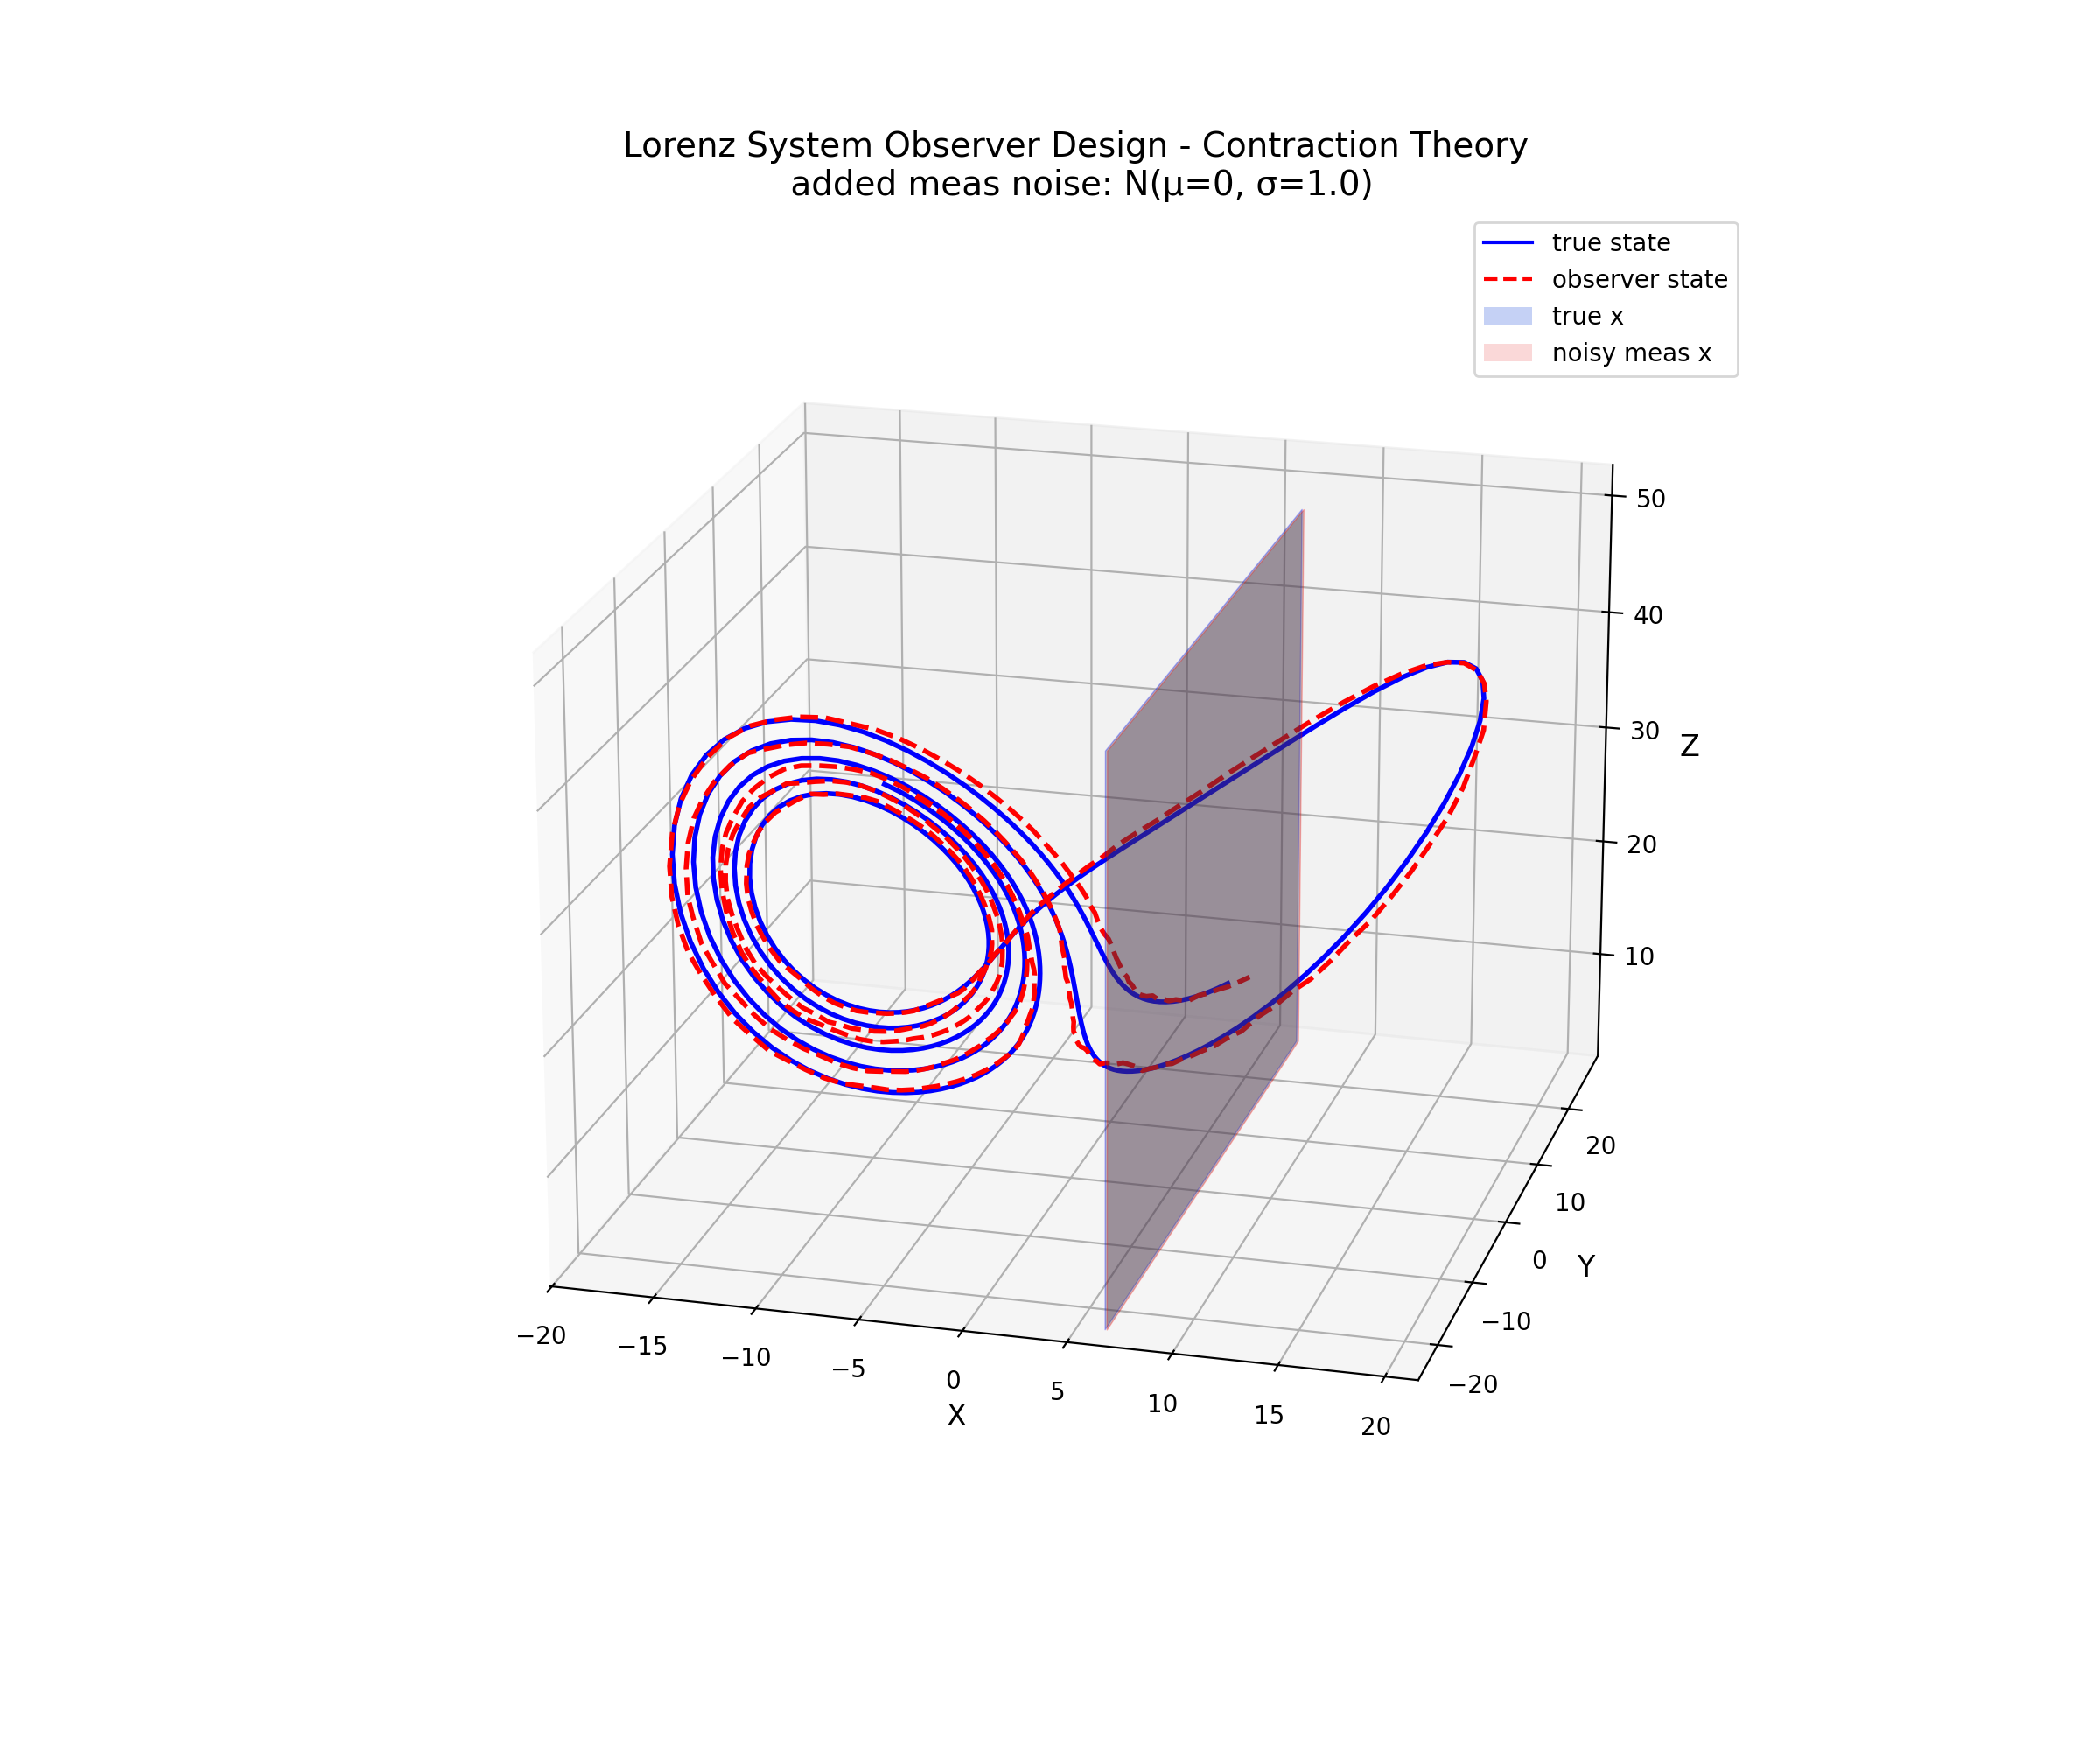 Lorenz System Observer Design - Contraction Theory
added meas noise: N(μ=0, σ=1.0)
true state
observer state
true x
noisy meas x
50
40
30
20
10
Z
20
10
0
−10
−20
Y
−20
−15
−10
−5
0
5
10
15
20
X